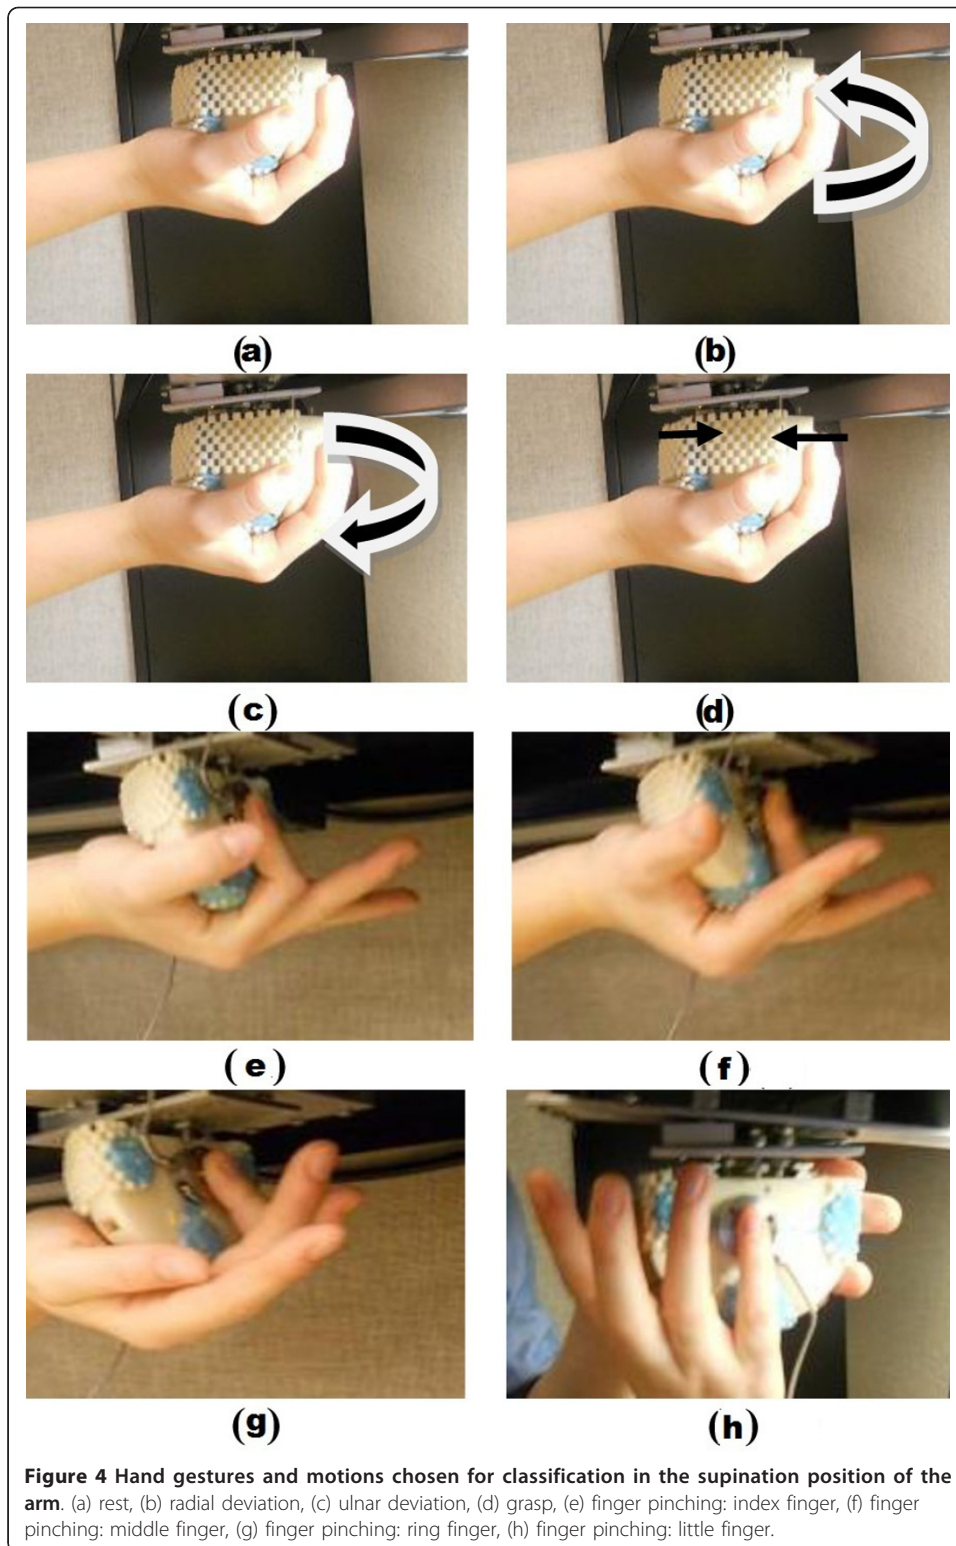 (a)
(b)
(c)
(d)
(e)
(f)
(g)
(h)
Figure 4 Hand gestures and motions chosen for classification in the supination position of the
arm. (a) rest, (b) radial deviation, (c) ulnar deviation, (d) grasp, (e) finger pinching: index finger, (f) finger
pinching: middle finger, (g) finger pinching: ring finger, (h) finger pinching: little finger.